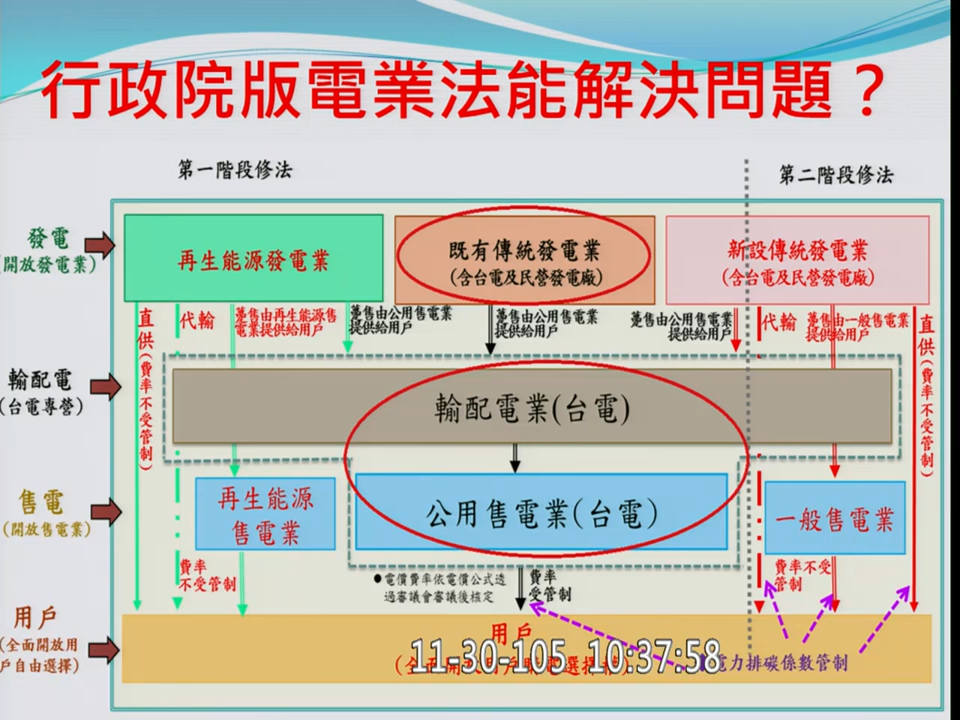 行政院版電業法能解決問題？
第一階段修法
第二階段修法
發電
(開放發電業)
再生能源發電業
既有傳統發電業
(含台電及民營發電廠)
新設傳統發電業
(含台電及民營發電廠)
直供(費率不受管制)
代輸
躉售由再生能源售
電業提供給用戶
躉售由公用售電業
提供給用戶
躉售由公用售電業
提供給用戶
躉售由公用售電業
提供給用戶
代輸
躉售由一般售電業
提供給用戶
直供(費率不受管制)
輸配電
(台電專營)
輸配電業(台電)
售電
(開放售電業)
再生能源
售電業
公用售電業(台電)
一般售電業
費率
不受管制
●電價費率依電價公式透
過審議會審議後核定
費率
受管制
費率不受
管制
用戶
(全面開放用
戶自由選擇)
用戶
11-30-105 10:37:58
電力排碳係數管制